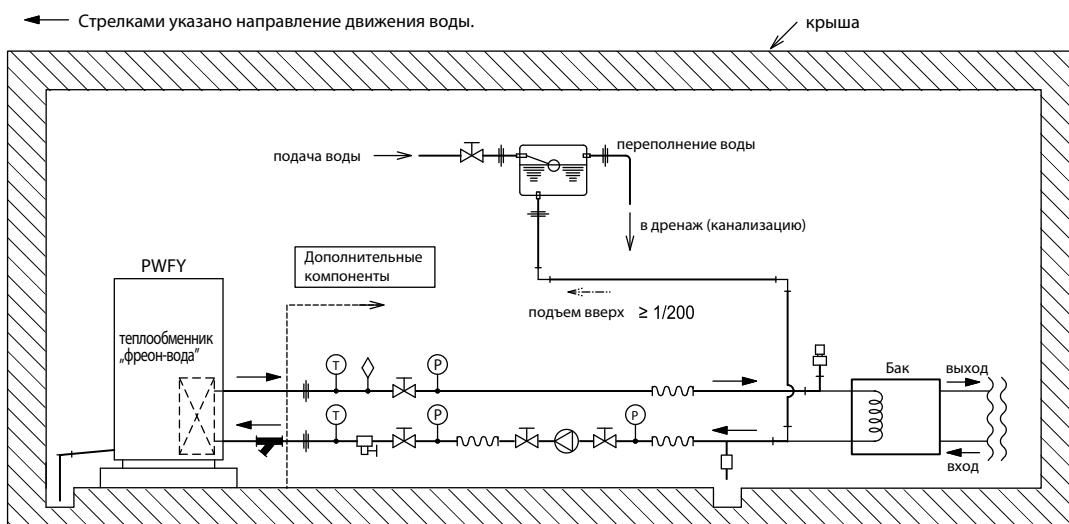 Стрелками указано направление движения воды.
крыша
подача воды
переполнение воды
в дренаж (канализацию)
PWFY
Дополнительные
компоненты
подъем вверх ≥ 1/200
теплообменник
„фреон-вода"
T
P
Бак
выход
T
P
P
вход